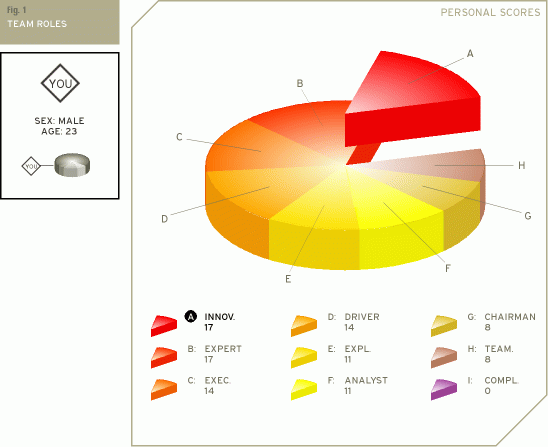 Fig. 1
TEAM ROLES
PERSONAL SCORES
YOU
SEX: MALE
AGE: 23
YOU
A
B
C
D
E
F
G
H
A INNOV.
17
B: EXPERT
17
C: EXEC.
14
D: DRIVER
14
E: EXPL.
11
F: ANALYST
11
G: CHAIRMAN
8
H: TEAM.
8
I: COMPL.
0